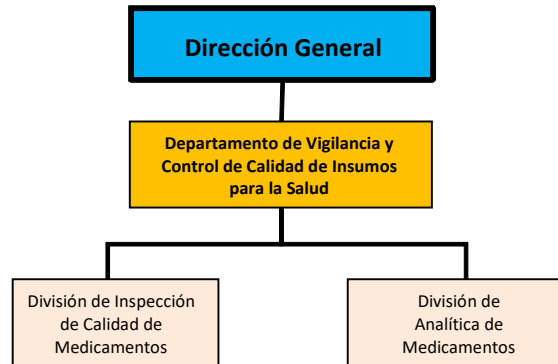 Dirección General
Departamento de Vigilancia y
Control de Calidad de Insumos
para la Salud
División de Inspección
de Calidad de
Medicamentos
División de
Analítica de
Medicamentos